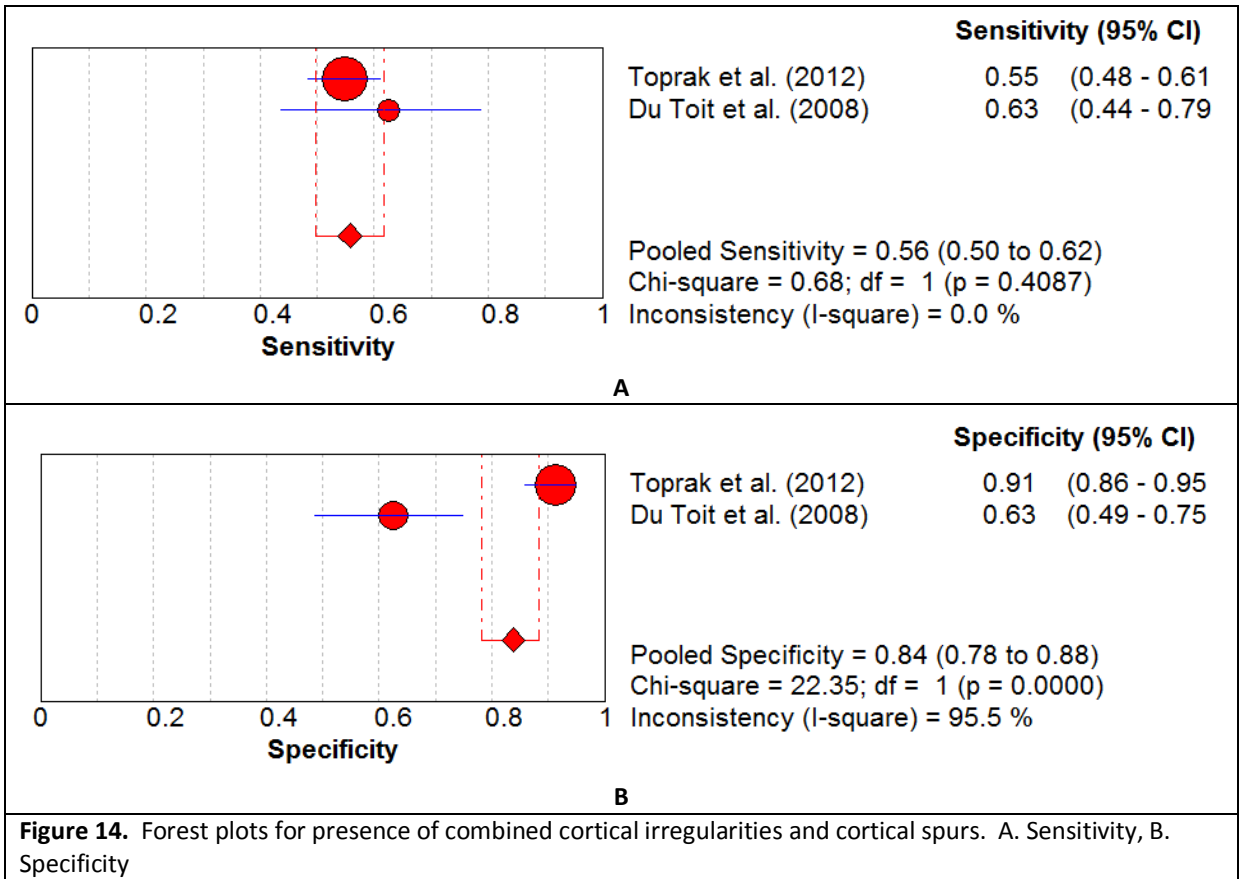 Sensitivity (95% CI)
Toprak et al. (2012) 0.55 (0.48 - 0.61
Du Toit et al. (2008) 0.63 (0.44 - 0.79
Pooled Sensitivity = 0.56 (0.50 to 0.62)
Chi-square = 0.68; df = 1 (p = 0.4087)
Inconsistency (I-square) = 0.0 %
0 0.2 0.4 0.6 0.8 1
Sensitivity
A
Specificity (95% CI)
Toprak et al. (2012) 0.91 (0.86 - 0.95
Du Toit et al. (2008) 0.63 (0.49 - 0.75
Pooled Specificity = 0.84 (0.78 to 0.88)
Chi-square = 22.35; df = 1 (p = 0.0000)
Inconsistency (I-square) = 95.5 %
0 0.2 0.4 0.6 0.8 1
Specificity
B
Figure 14. Forest plots for presence of combined cortical irregularities and cortical spurs. A. Sensitivity, B.
Specificity